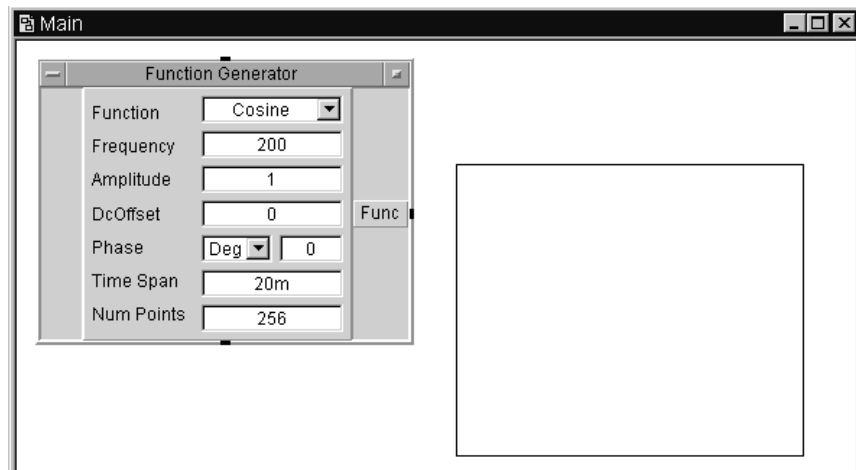 Main
Function Generator
Function Cosine
Frequency 200
Amplitude 1
DcOffset 0
Func
Phase Deg 0
Time Span 20m
Num Points 256